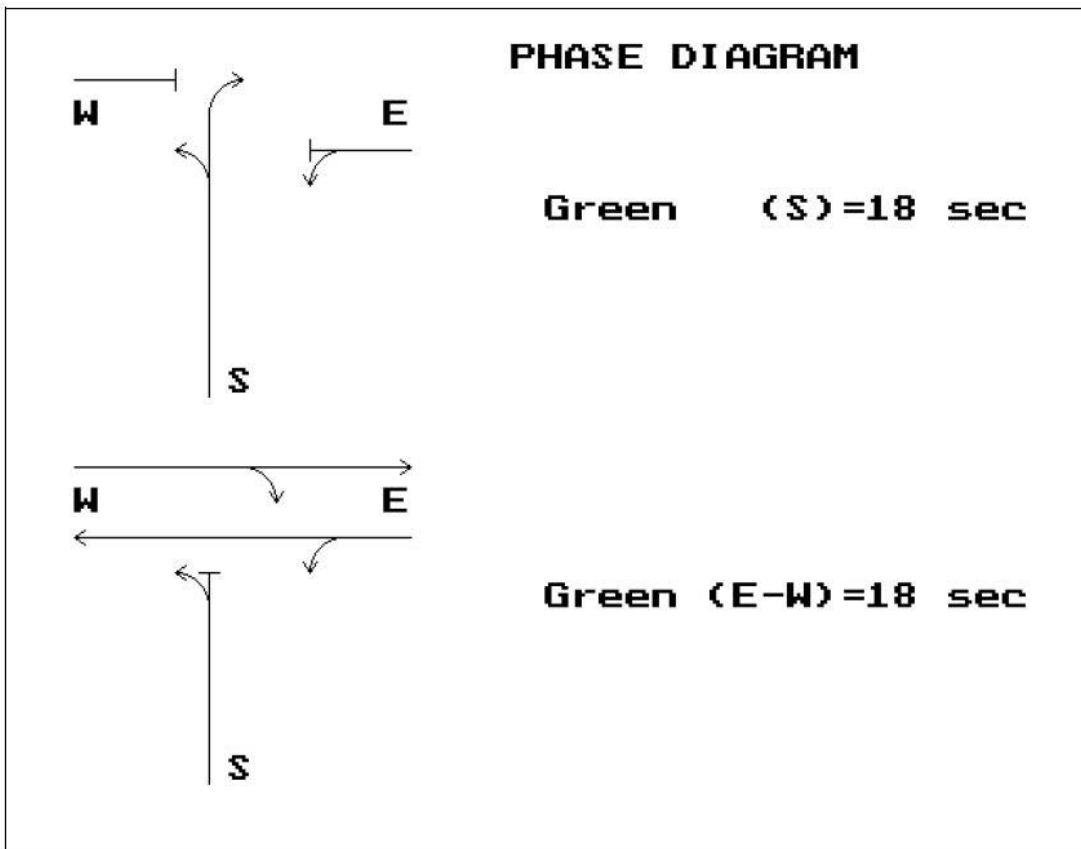 PHASE DIAGRAM
W E
Green (S)=18 sec
S
W E
Green (E-W)=18 sec
S